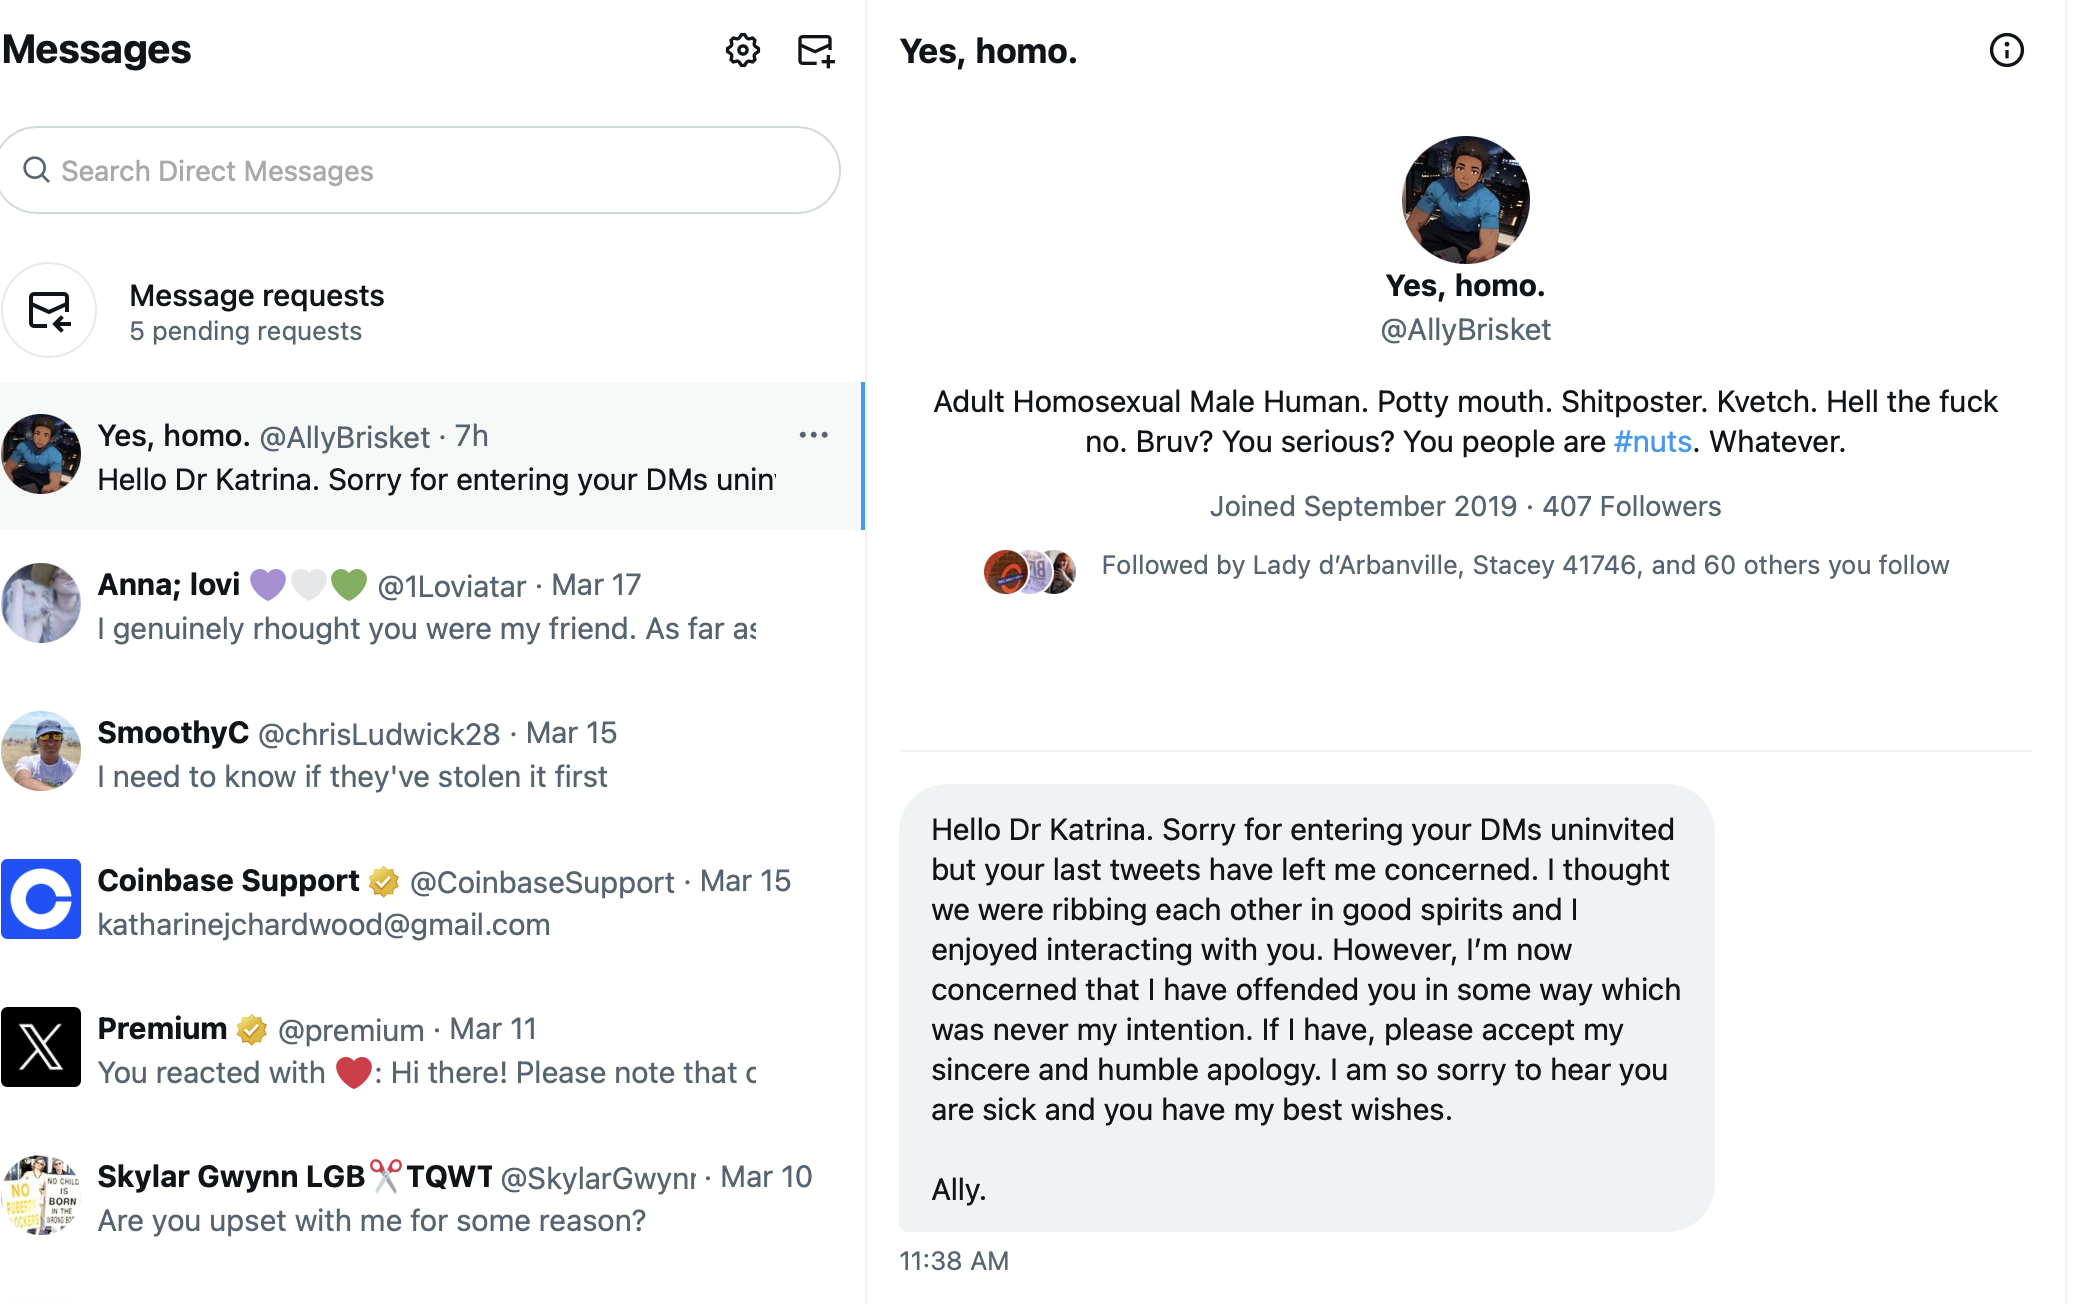 Messages
Search Direct Messages
Message requests
5 pending requests
Yes, homo. @AllyBrisket · 7h
Hello Dr Katrina. Sorry for entering your DMs unin
Anna; lovi 💜🤍💚 @1Loviatar · Mar 17
I genuinely rhought you were my friend. As far as
SmoothyC @chrisLudwick28 · Mar 15
I need to know if they've stolen it first
Coinbase Support @CoinbaseSupport · Mar 15
katharinejchardwood@gmail.com
Premium @premium · Mar 11
You reacted with ❤️: Hi there! Please note that
Skylar Gwynn LGB✂️TQWT @SkylarGwyn · Mar 10
Are you upset with me for some reason?
Yes, homo.
Yes, homo.
@AllyBrisket
Adult Homosexual Male Human. Potty mouth. Shitposter. Kvetch. Hell the fuck
no. Bruv? You serious? You people are #nuts. Whatever.
Joined September 2019 · 407 Followers
Followed by Lady d’Arbanville, Stacey 41746, and 60 others you follow
Hello Dr Katrina. Sorry for entering your DMs uninvited
but your last tweets have left me concerned. I thought
we were ribbing each other in good spirits and I
enjoyed interacting with you. However, I’m now
concerned that I have offended you in some way which
was never my intention. If I have, please accept my
sincere and humble apology. I am so sorry to hear you
are sick and you have my best wishes.
Ally.
11:38 AM